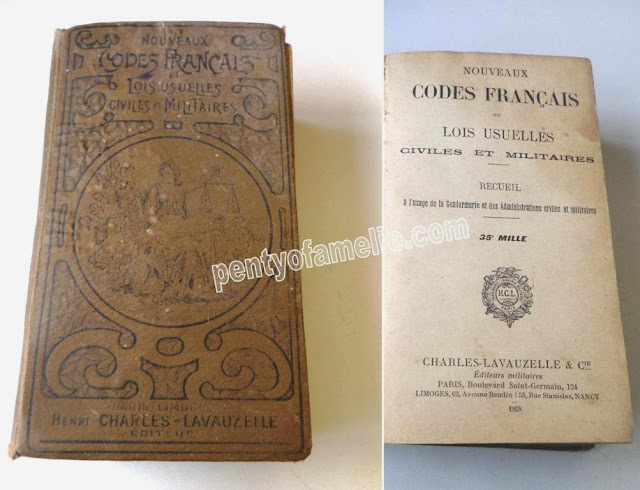 NOUVEAUX
CODES FRANÇAIS
ET
LOIS USUELLES
CIVILES ET MILITAIRES
HENRI CHARLES-LAVAUZELLE
ÉDITEUR
NOUVEAUX
CODES FRANÇAIS
ET
LOIS USUELLES
CIVILES ET MILITAIRES
RECUEIL
à l'usage de la Gendarmerie et des Administrations civiles et militaires
35e MILLE
H.C.L
CHARLES-LAVAUZELLE & Cie
Éditeurs militaires
PARIS, Boulevard Saint-Germain, 124
LIMOGES, 62, Avenue Baudin | 53, Rue Stanislas, NANCY
pentyofamelie.com